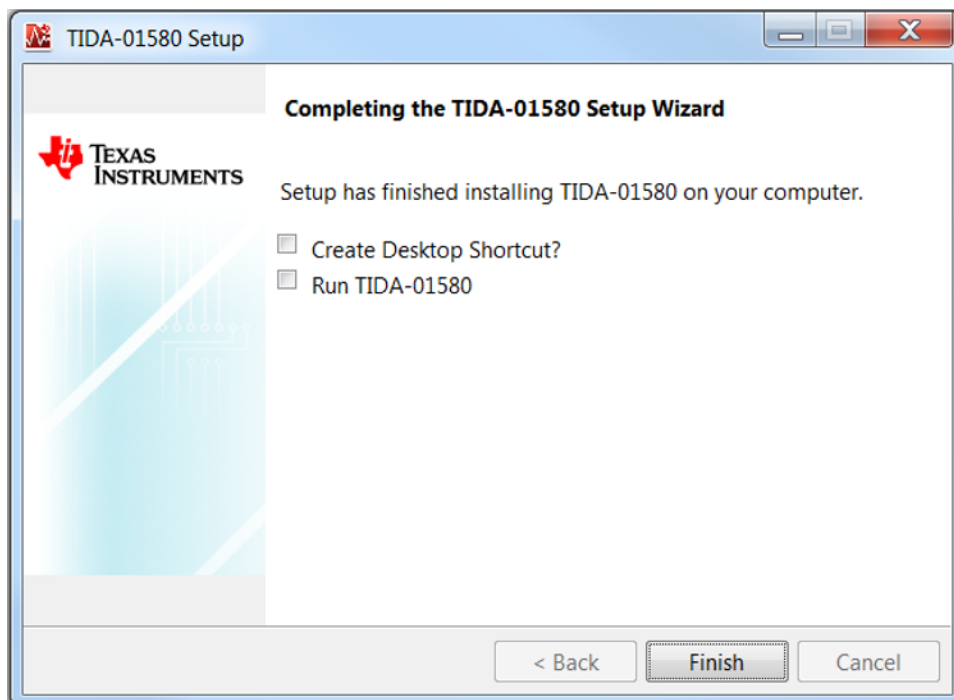 TIDA-01580 Setup
Completing the TIDA-01580 Setup Wizard
TEXAS
INSTRUMENTS
Setup has finished installing TIDA-01580 on your computer.
Create Desktop Shortcut?
Run TIDA-01580
< Back
Finish
Cancel